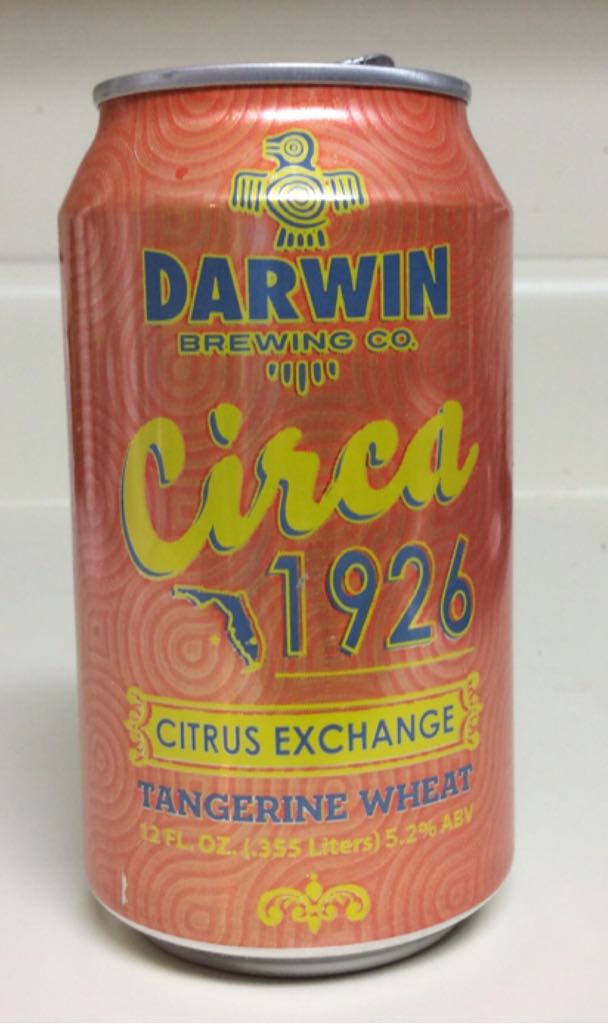 DARWIN
BREWING CO.
Circa
1926
CITRUS EXCHANGE
TANGERINE WHEAT
12 FL. OZ. (.355 Liters) 5.2% ABV